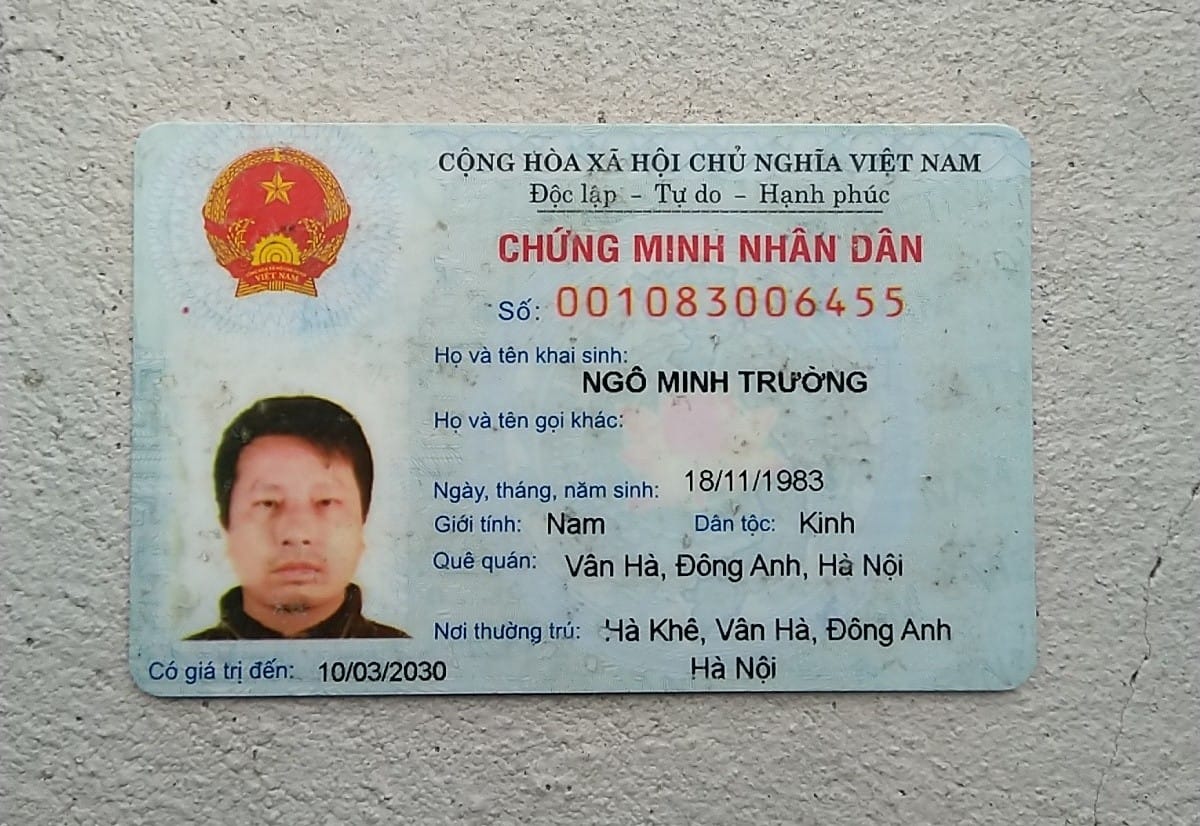 CỘNG HÒA XÃ HỘI CHỦ NGHĨA VIỆT NAM
Độc lập - Tự do - Hạnh phúc
CHỨNG MINH NHÂN DÂN
Số: 001083006455
Họ và tên khai sinh:
NGÔ MINH TRƯỜNG
Họ và tên gọi khác:
Ngày, tháng, năm sinh: 18/11/1983
Giới tính: Nam Dân tộc: Kinh
Quê quán: Vân Hà, Đông Anh, Hà Nội
Nơi thường trú: Hà Khê, Vân Hà, Đông Anh
Hà Nội
Có giá trị đến: 10/03/2030
VIỆT NAM